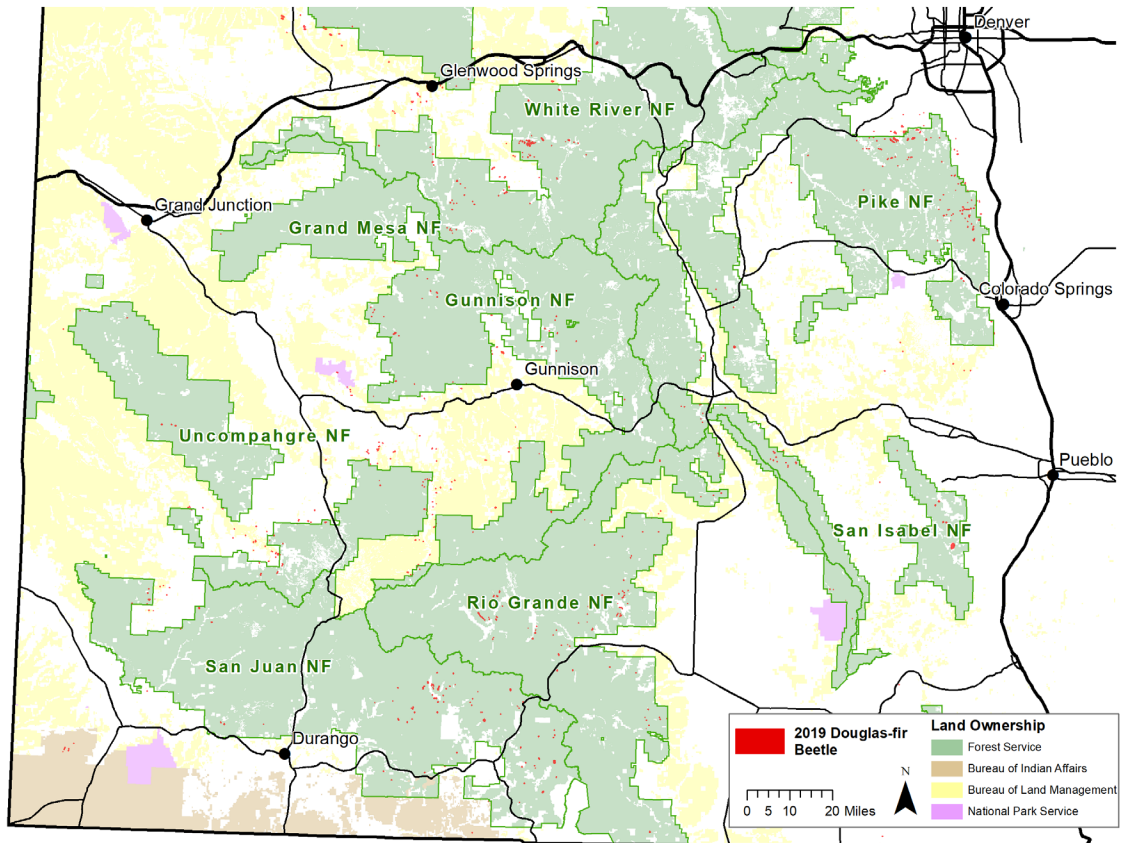 Denver
Glenwood Springs
White River NF
Grand Junction
Pike NF
Grand Mesa NF
Colorado Springs
Gunnison NF
Gunnison
Uncompahgre NF
Pueblo
San Isabel NF
Rio Grande NF
San Juan NF
Durango
2019 Douglas-fir
Beetle
0 5 10 20 Miles
N
Land Ownership
Forest Service
Bureau of Indian Affairs
Bureau of Land Management
National Park Service